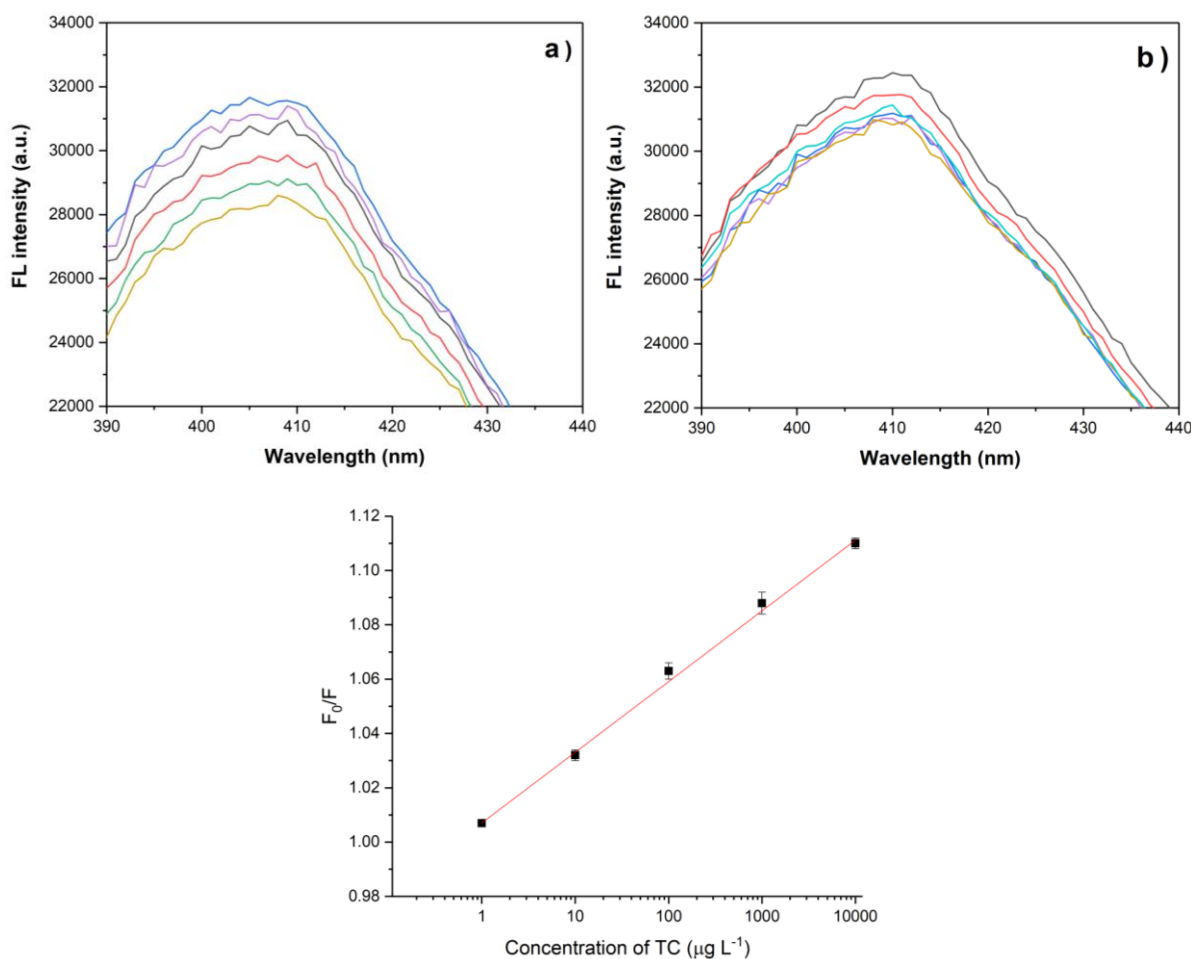 a)
FL intensity (a.u.)
34000
32000
30000
28000
26000
24000
22000
390 400 410 420 430 440
Wavelength (nm)
b)
FL intensity (a.u.)
34000
32000
30000
28000
26000
24000
22000
390 400 410 420 430 440
Wavelength (nm)
F₀/F
1.12
1.10
1.08
1.06
1.04
1.02
1.00
0.98
1 10 100 1000 10000
Concentration of TC (μg L⁻¹)